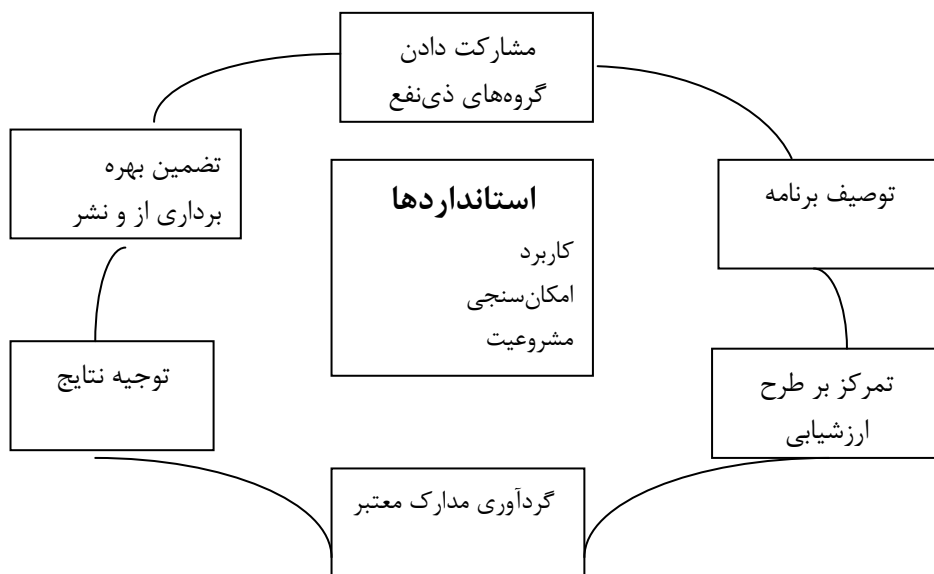 مشارکت دادن
گروه‌های ذی‌نفع
توصیف برنامه
تمرکز بر طرح
ارزشیابی
گردآوری مدارک معتبر
توجیه نتایج
تضمین بهره
برداری از و نشر
استانداردها
کاربرد
امکان‌سنجی
مشروعیت